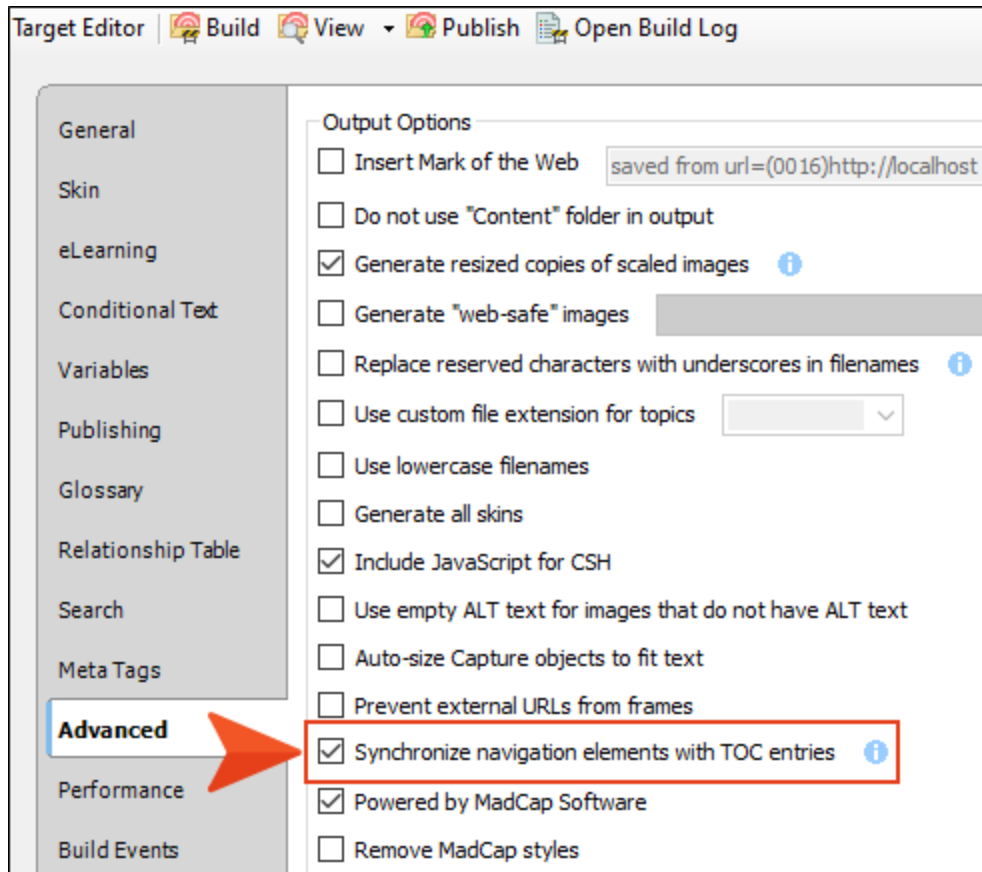 Target Editor Build View Publish Open Build Log
General
Skin
eLearning
Conditional Text
Variables
Publishing
Glossary
Relationship Table
Search
Meta Tags
Advanced
Performance
Build Events
Output Options
Insert Mark of the Web saved from url=(0016)http://localhost
Do not use "Content" folder in output
Generate resized copies of scaled images
Generate "web-safe" images
Replace reserved characters with underscores in filenames
Use custom file extension for topics
Use lowercase filenames
Generate all skins
Include JavaScript for CSH
Use empty ALT text for images that do not have ALT text
Auto-size Capture objects to fit text
Prevent external URLs from frames
Synchronize navigation elements with TOC entries
Powered by MadCap Software
Remove MadCap styles